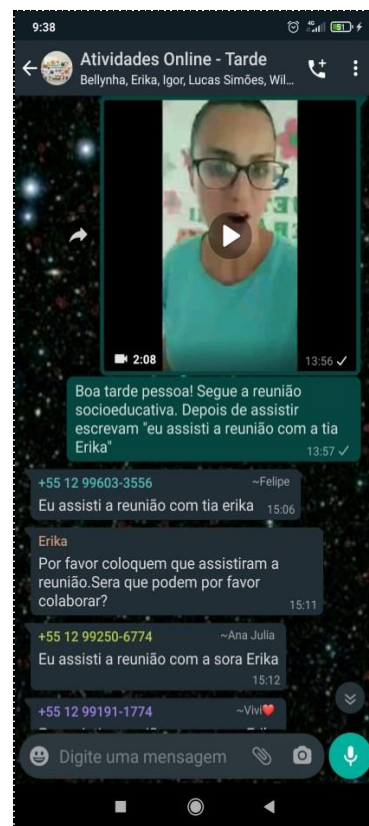 9:38
4G
51
Atividades Online - Tarde
Bellynha, Erika, Igor, Lucas Simões, Wil...
2:08
13:56
Boa tarde pessoa! Segue a reunião
socioeducativa. Depois de assistir
escrevam "eu assisti a reunião com a tia
Erika"
13:57
+55 12 99603-3556 ~Felipe
Eu assisti a reunião com tia erika 15:06
Erika
Por favor coloquem que assistiram a
reunião.Sera que podem por favor
colaborar?
15:11
+55 12 99250-6774 ~Ana Julia
Eu assisti a reunião com a sora Erika
15:12
+55 12 99191-1774 ~Vivi❤️
Digite uma mensagem